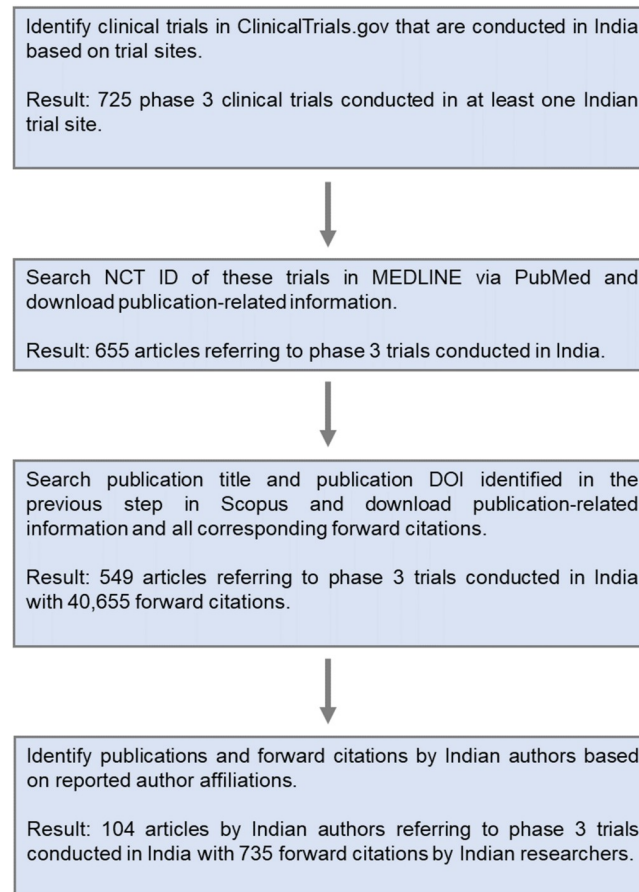 Identify clinical trials in ClinicalTrials.gov that are conducted in India
based on trial sites.
Result: 725 phase 3 clinical trials conducted in at least one Indian
trial site.
Search NCT ID of these trials in MEDLINE via PubMed and
download publication-related information.
Result: 655 articles referring to phase 3 trials conducted in India.
Search publication title and publication DOI identified in the
previous step in Scopus and download publication-related
information and all corresponding forward citations.
Result: 549 articles referring to phase 3 trials conducted in India
with 40,655 forward citations.
Identify publications and forward citations by Indian authors based
on reported author affiliations.
Result: 104 articles by Indian authors referring to phase 3 trials
conducted in India with 735 forward citations by Indian researchers.